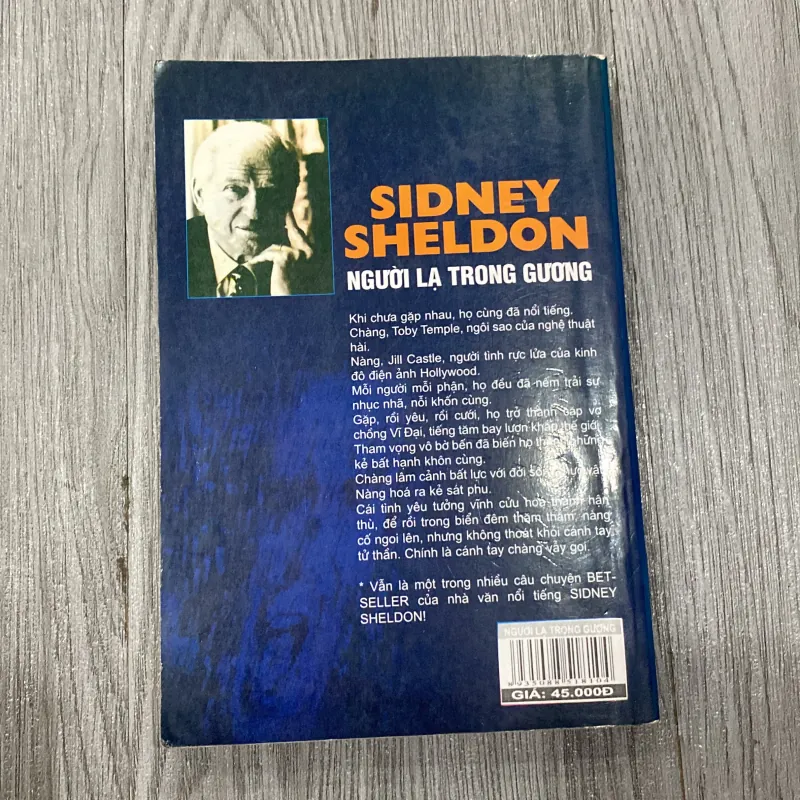 SIDNEY
SHELDON
NGƯỜI LẠ TRONG GƯƠNG
Khi chưa gặp nhau, họ cùng đã nổi tiếng.
Chàng, Toby Temple, ngôi sao của nghệ thuật
hài.
Nàng, Jill Castle, người tình rực lửa của kinh
đô điện ảnh Hollywood.
Mỗi người mỗi phận, họ đều đã nếm trải sự
nhục nhã, nỗi khốn cùng.
Gặp, rồi yêu, rồi cưới, họ trở thành cặp vợ
chồng Vĩ Đại, tiếng tăm bay lượn khắp thế giới.
Tham vọng vô bờ bến đã biến họ thành những
kẻ bất hạnh khôn cùng.
Chàng lâm cảnh bất lực với đời sống thực vật.
Nàng hoá ra kẻ sát phu.
Cái tình yêu tưởng vĩnh cửu hoá thành hận
thù, để rồi trong biển đêm thăm thẳm, nàng
cố ngoi lên, nhưng không thoát khỏi cánh tay
tử thần. Chính là cánh tay chàng vẫy gọi.
* Vẫn là một trong nhiều câu chuyện BET-
SELLER của nhà văn nổi tiếng SIDNEY
SHELDON!
NGƯỜI LẠ TRONG GƯƠNG
8935088518104
GIÁ: 45.000Đ